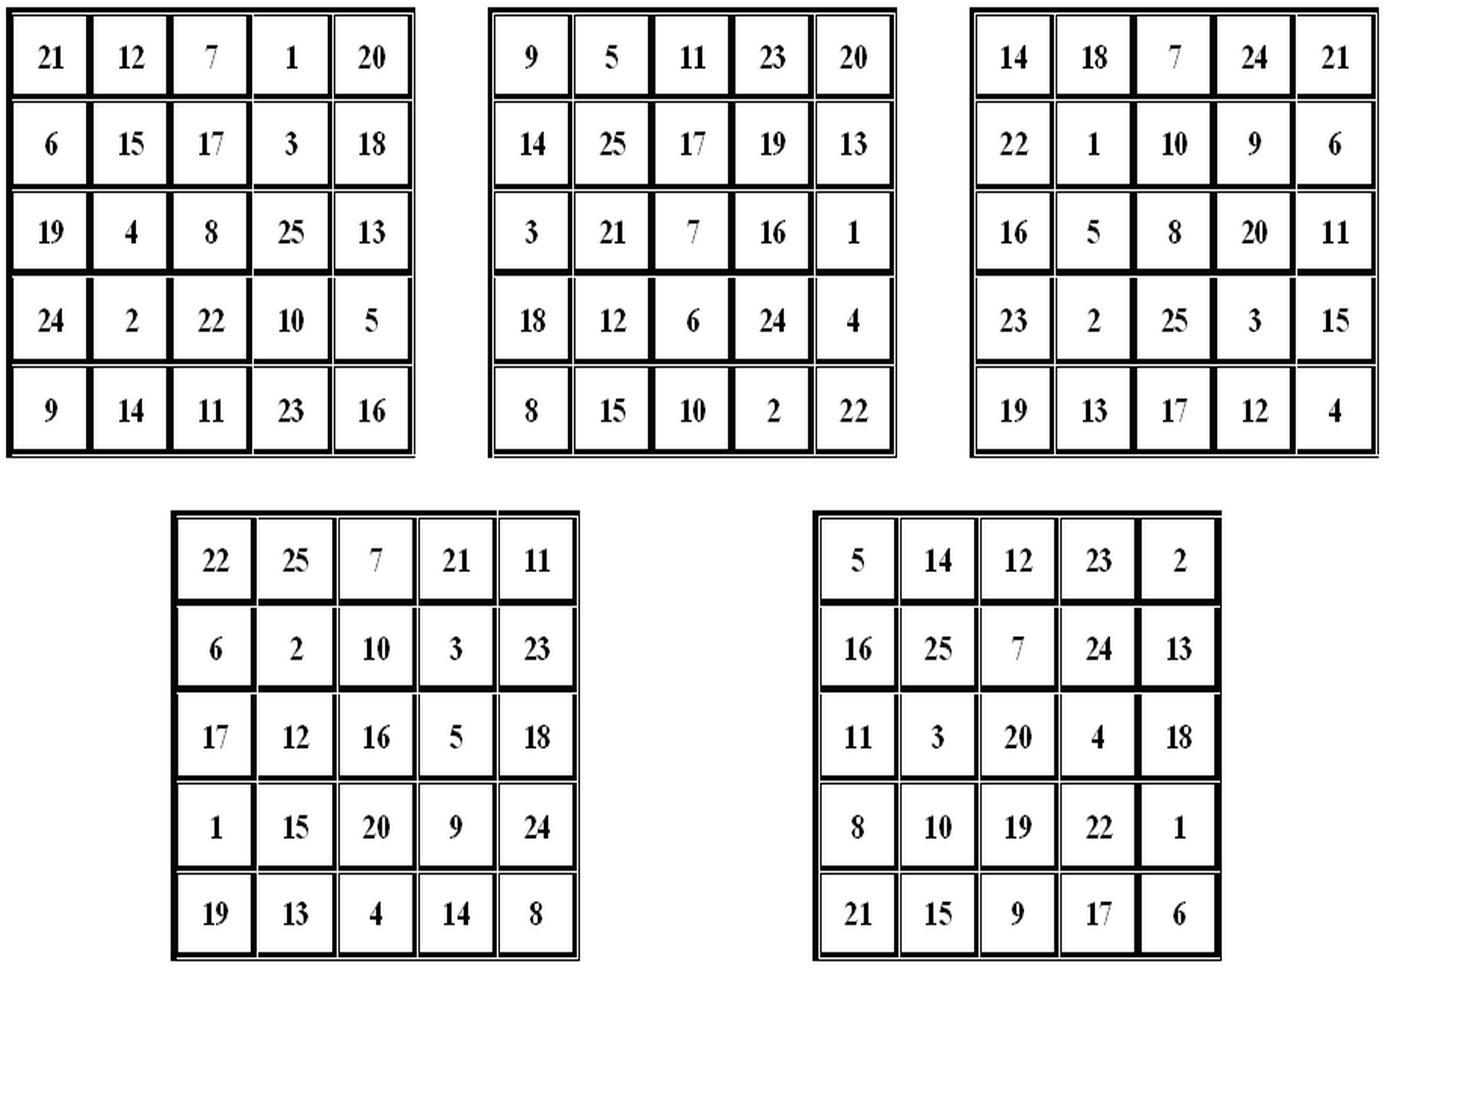 21 12 7 1 20
6 15 17 3 18
19 4 8 25 13
24 2 22 10 5
9 14 11 23 16
9 5 11 23 20
14 25 17 19 13
3 21 7 16 1
18 12 6 24 4
8 15 10 2 22
14 18 7 24 21
22 1 10 9 6
16 5 8 20 11
23 2 25 3 15
19 13 17 12 4
22 25 7 21 11
6 2 10 3 23
17 12 16 5 18
1 15 20 9 24
19 13 4 14 8
5 14 12 23 2
16 25 7 24 13
11 3 20 4 18
8 10 19 22 1
21 15 9 17 6